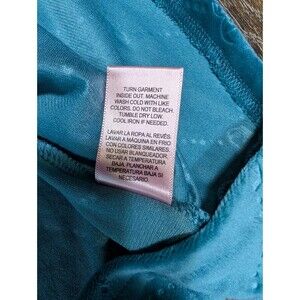 TURN GARMENT
INSIDE OUT. MACHINE
WASH COLD WITH LIKE
COLORS. DO NOT BLEACH.
TUMBLE DRY LOW.
COOL IRON IF NEEDED.
LAVAR LA ROPA AL REVÉS.
LAVAR A MAQUINA EN FRIO
CON COLORES SIMILARES.
NO USAR BLANQUEADOR.
SECAR A TEMPERATURA
BAJA. PLANCHAR A
TEMPERATURA BAJA SI
NECESARIO.